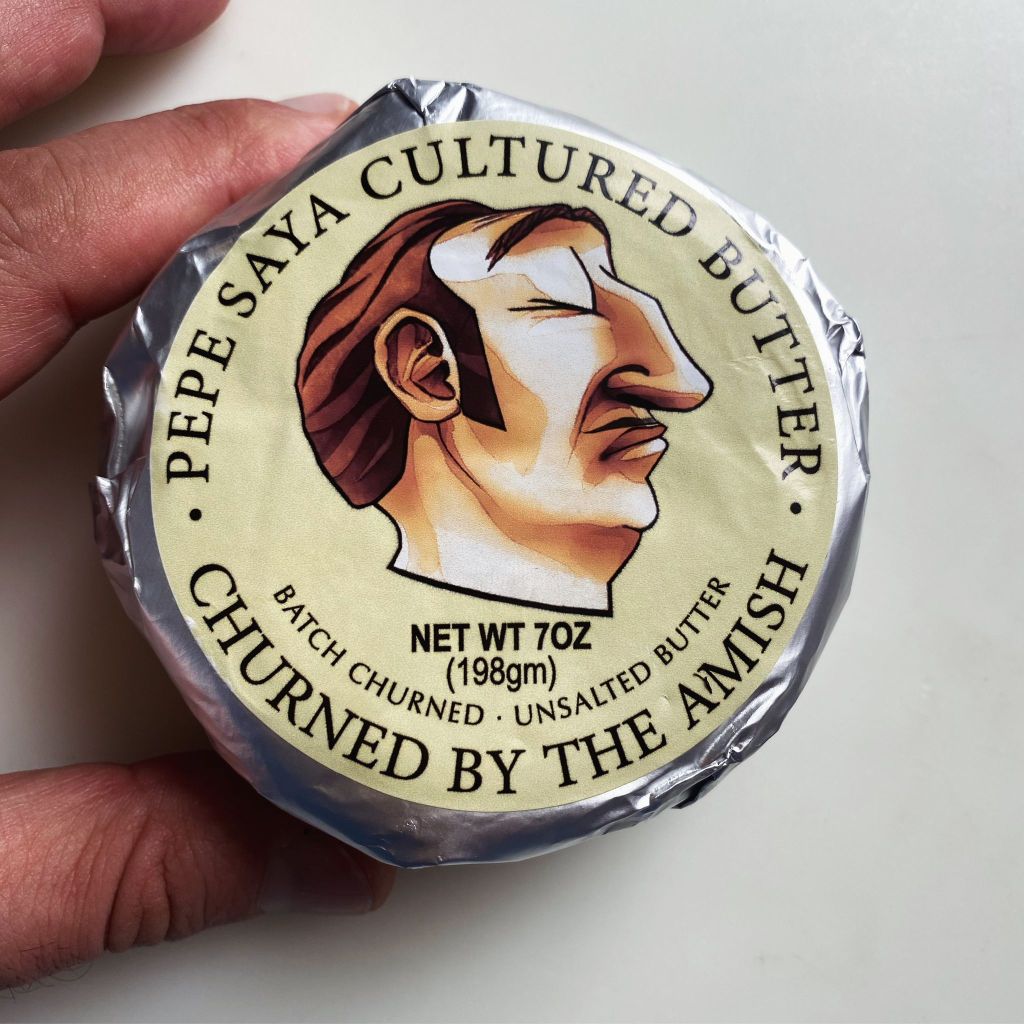 PEPE SAYA CULTURED BUTTER
NET WT 7OZ
(198gm)
BATCH CHURNED · UNSALTED BUTTER
· CHURNED BY THE AMISH ·